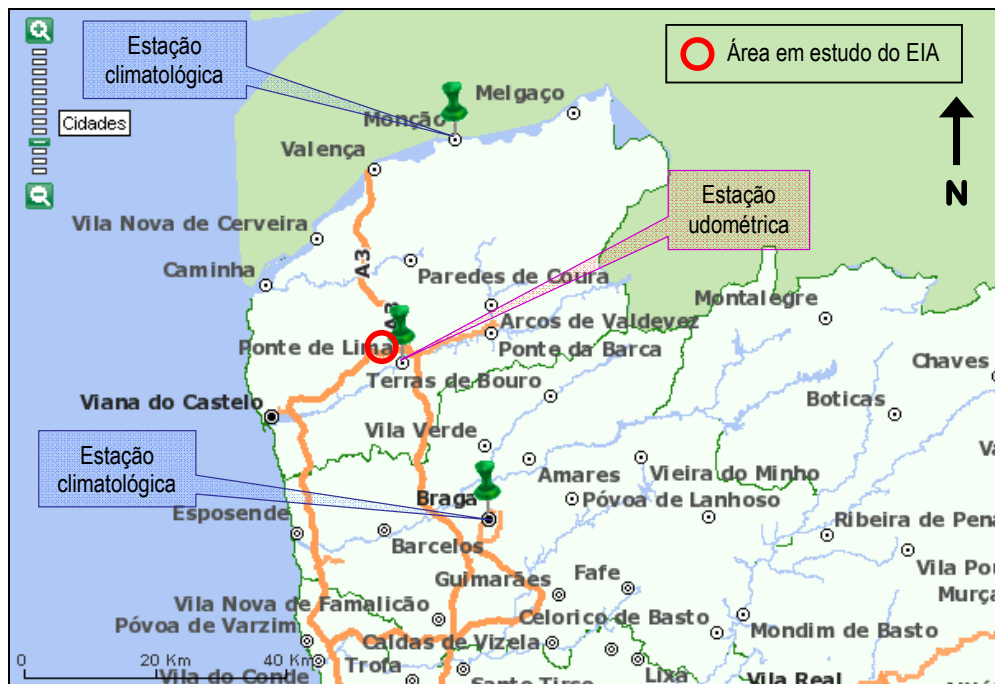 Estação
climatológica
Área em estudo do EIA
Cidades
Melgaço
Monção
Valença
N
Estação
udométrica
Vila Nova de Cerveira
A3
Caminha
Paredes de Coura
Montalegre
A3
Arcos de Valdevez
Ponte de Lima
Ponte da Barca
Chaves
Terras de Bouro
Boticas
Viana do Castelo
Vila Verde
Estação
climatológica
Amares
Vieira do Minho
Braga
Póvoa de Lanhoso
Esposende
Ribeira de Pena
Barcelos
Vila Pou
Guimarães
Fafe
Murça
Vila Nova de Famalicão
Celorico de Basto
Póvoa de Varzim
Mondim de Basto
Caldas de Vizela
0
20 Km
40 Km
Trofa
Vila do Conde
Santo Tirso
Lixa
Vila Real